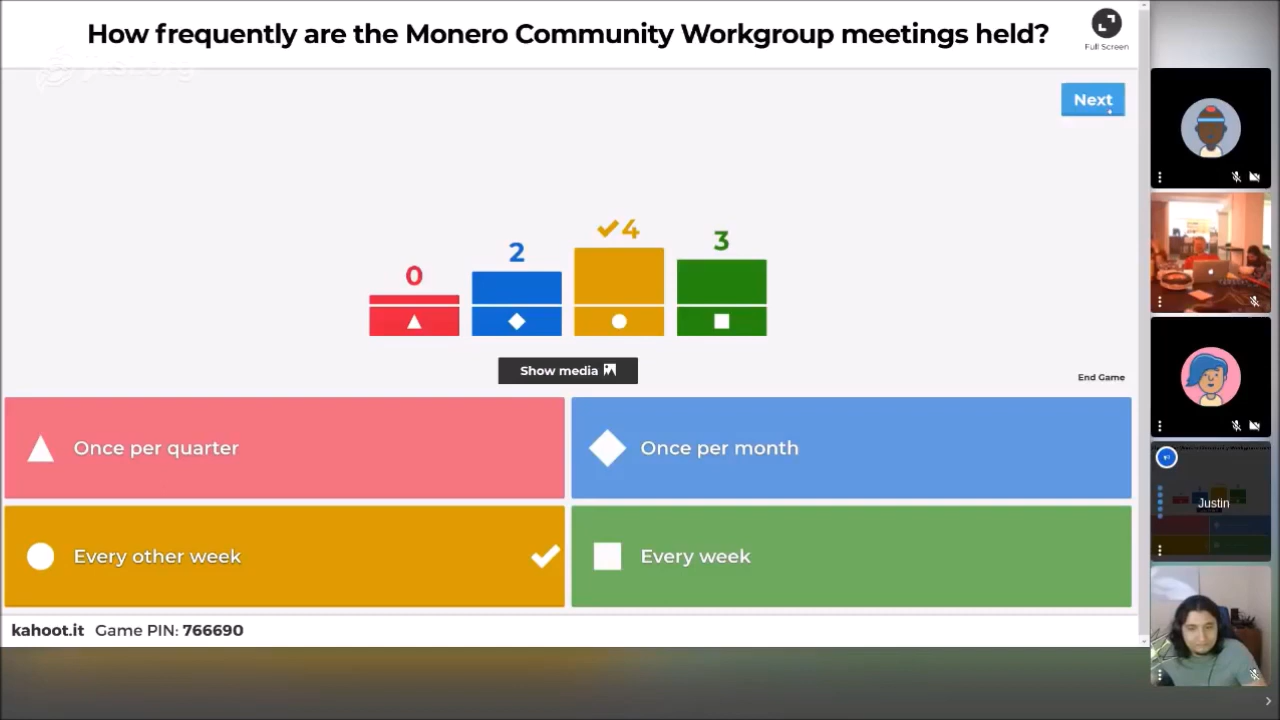 How frequently are the Monero Community Workgroup meetings held?
Full Screen
Next
0
2
4
3
Show media
End Game
Once per quarter
Once per month
Every other week
Every week
Justin
kahoot.it Game PIN: 766690